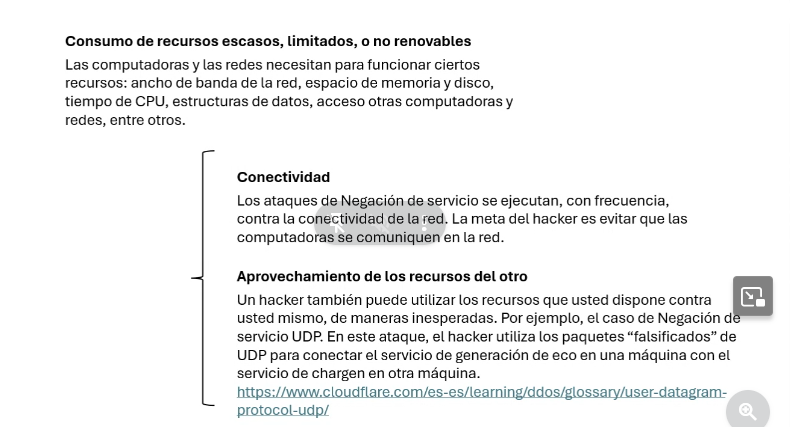 Consumo de recursos escasos, limitados, o no renovables
Las computadoras y las redes necesitan para funcionar ciertos
recursos: ancho de banda de la red, espacio de memoria y disco,
tiempo de CPU, estructuras de datos, acceso otras computadoras y
redes, entre otros.
Conectividad
Los ataques de Negación de servicio se ejecutan, con frecuencia,
contra la conectividad de la red. La meta del hacker es evitar que las
computadoras se comuniquen en la red.
Aprovechamiento de los recursos del otro
Un hacker también puede utilizar los recursos que usted dispone contra
usted mismo, de maneras inesperadas. Por ejemplo, el caso de Negación de
servicio UDP. En este ataque, el hacker utiliza los paquetes “falsificados” de
UDP para conectar el servicio de generación de eco en una máquina con el
servicio de chargen en otra máquina.
https://www.cloudflare.com/es-es/learning/ddos/glossary/user-datagram-
protocol-udp/